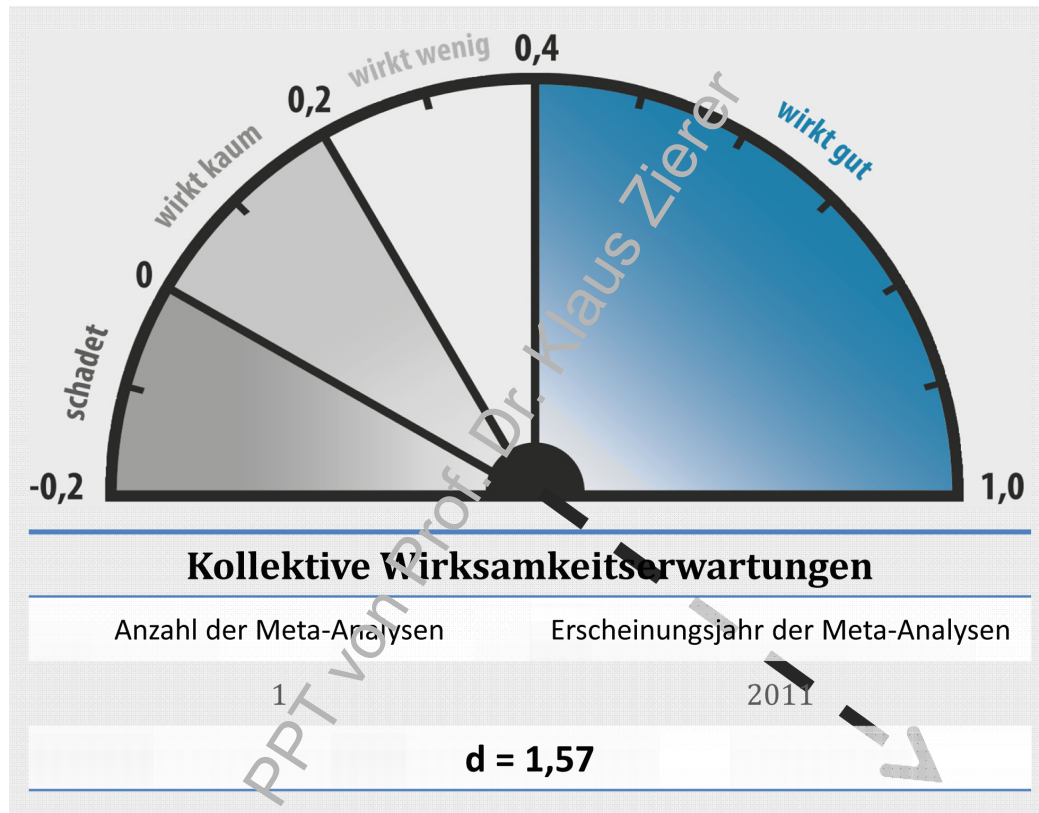 wirkt wenig
0,4
0,2
wirkt gut
wirkt kaum
0
schadet
-0,2
1,0
PPT von Prof. Dr. Klaus Zierer
Kollektive Wirksamkeitserwartungen
Anzahl der Meta-Analysen Erscheinungsjahr der Meta-Analysen
1 2011
d = 1,57